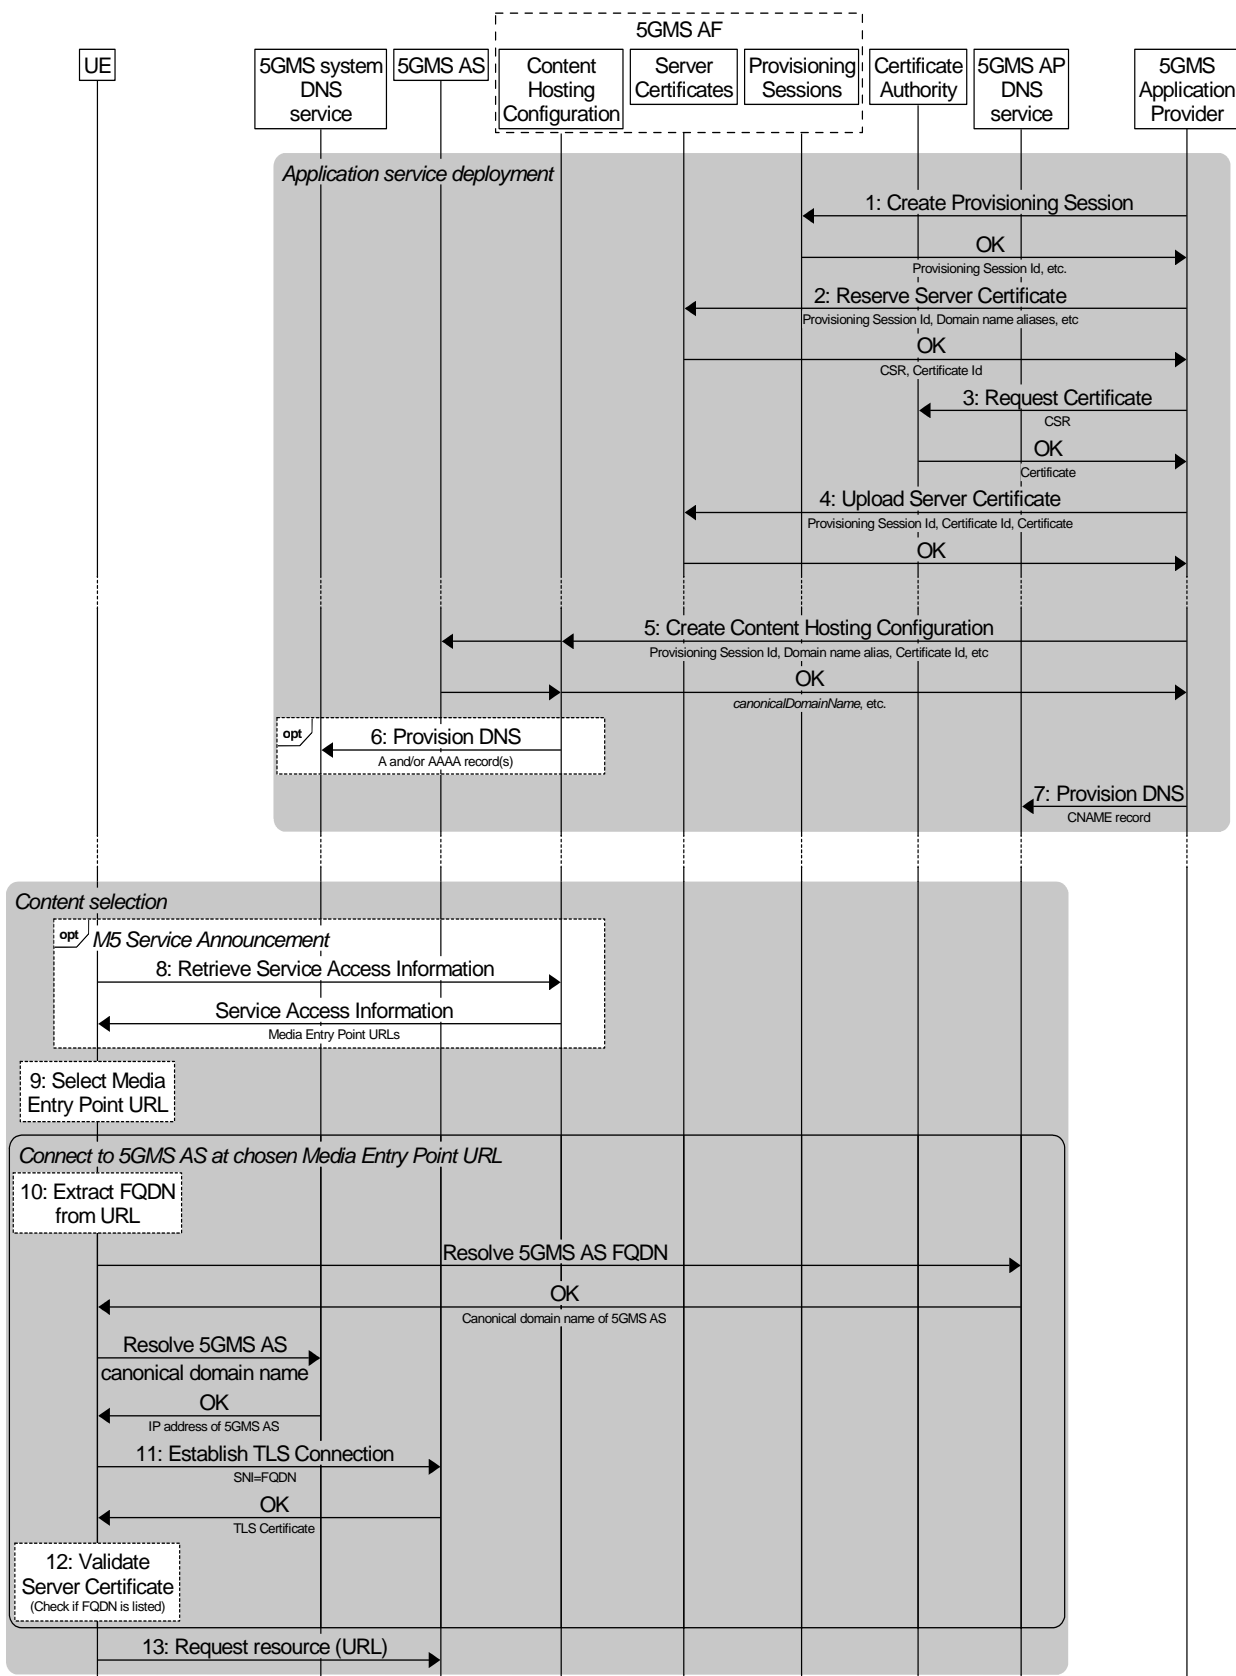 5GMS AF
UE
5GMS system
DNS
service
5GMS AS
Content
Hosting
Configuration
Server
Certificates
Provisioning
Sessions
Certificate
Authority
5GMS AP
DNS
service
5GMS
Application
Provider
Application service deployment
1: Create Provisioning Session
OK
Provisioning Session Id, etc.
2: Reserve Server Certificate
Provisioning Session Id, Domain name aliases, etc
OK
CSR, Certificate Id
3: Request Certificate
CSR
OK
Certificate
4: Upload Server Certificate
Provisioning Session Id, Certificate Id, Certificate
OK
5: Create Content Hosting Configuration
Provisioning Session Id, Domain name alias, Certificate Id, etc
OK
canonicalDomainName, etc.
opt
6: Provision DNS
A and/or AAAA record(s)
7: Provision DNS
CNAME record
Content selection
opt
M5 Service Announcement
8: Retrieve Service Access Information
Service Access Information
Media Entry Point URLs
9: Select Media
Entry Point URL
Connect to 5GMS AS at chosen Media Entry Point URL
10: Extract FQDN
from URL
Resolve 5GMS AS FQDN
OK
Canonical domain name of 5GMS AS
Resolve 5GMS AS
canonical domain name
OK
IP address of 5GMS AS
11: Establish TLS Connection
SNI=FQDN
OK
TLS Certificate
12: Validate
Server Certificate
(Check if FQDN is listed)
13: Request resource (URL)